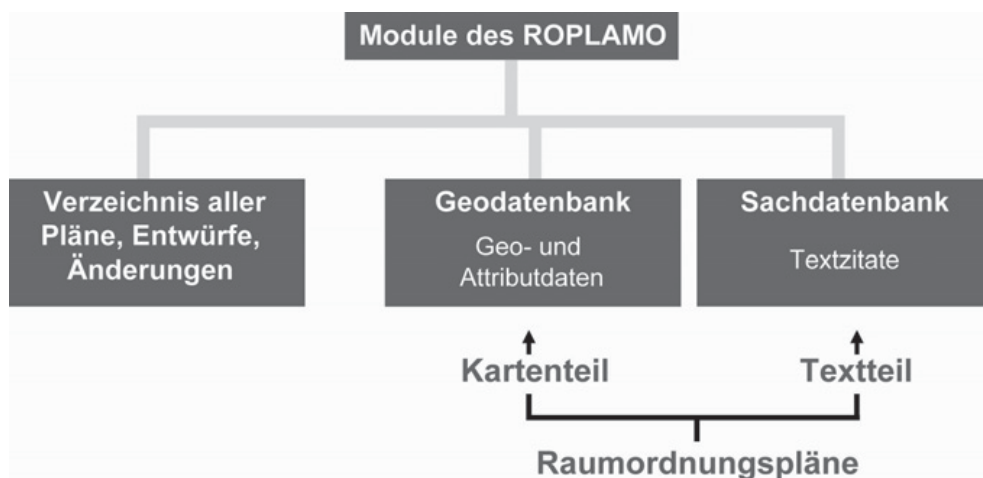 Module des ROPLAMO
Verzeichnis aller
Pläne, Entwürfe,
Änderungen
Geodatenbank
Geo- und
Attributdaten
Sachdatenbank
Textzitate
Kartenteil
Textteil
Raumordnungspläne